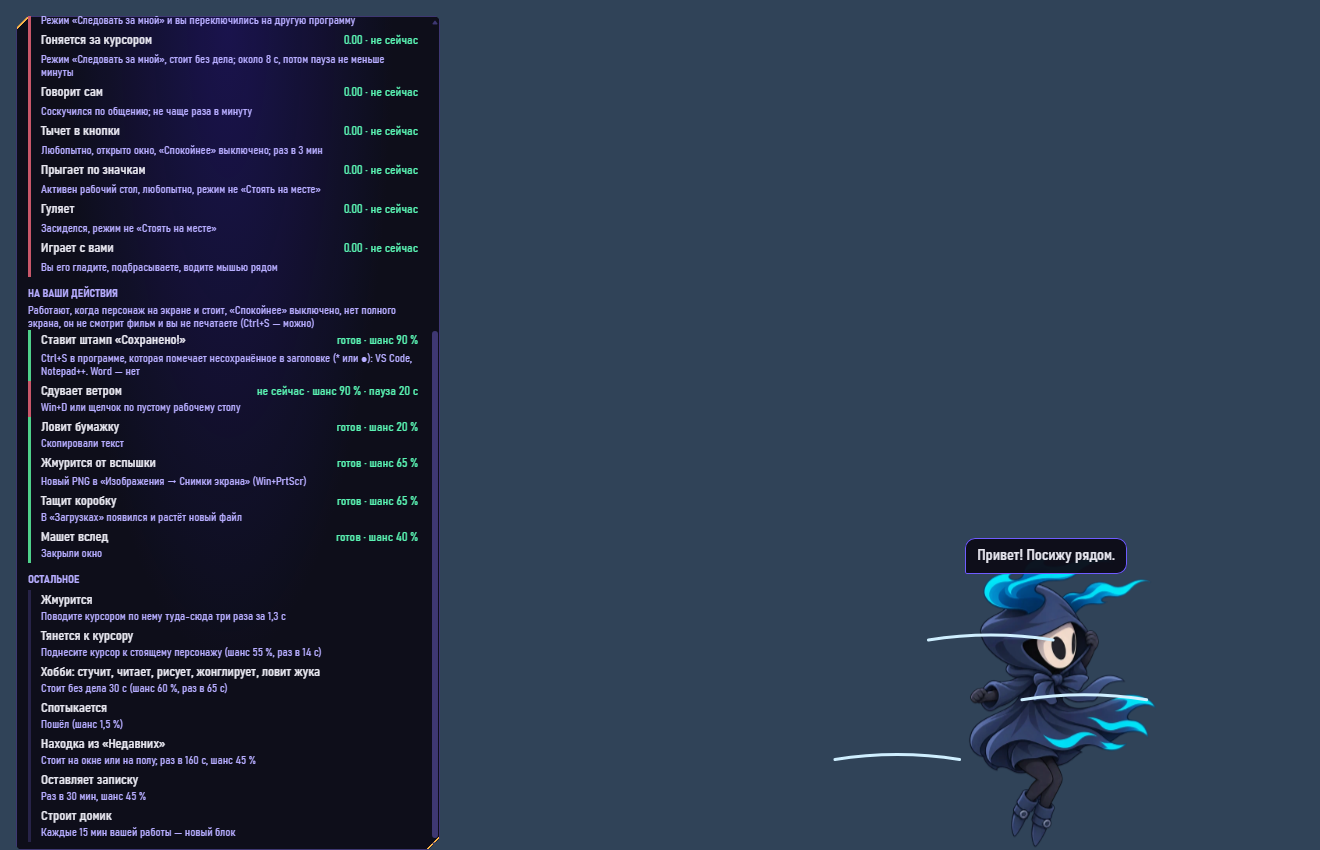 Режим «Следовать за мной» и вы переключились на другую программу
Гоняется за курсором 0.00 · не сейчас
Режим «Следовать за мной», стоит без дела; около 8 с, потом пауза не меньше
минуты
Говорит сам 0.00 · не сейчас
Соскучился по общению; не чаще раза в минуту
Тычет в кнопки 0.00 · не сейчас
Любопытно, открыто окно, «Спокойнее» выключено; раз в 3 мин
Прыгает по значкам 0.00 · не сейчас
Активен рабочий стол, любопытно, режим не «Стоять на месте»
Гуляет 0.00 · не сейчас
Засиделся, режим не «Стоять на месте»
Играет с вами 0.00 · не сейчас
Вы его гладите, подбрасываете, водите мышью рядом
НА ВАШИ ДЕЙСТВИЯ
Работают, когда персонаж на экране и стоит, «Спокойнее» выключено, нет полного
экрана, он не смотрит фильм и вы не печатаете (Ctrl+S — можно)
Ставит штамп «Сохранено!» готов · шанс 90 %
Ctrl+S в программе, которая помечает несохранённое в заголовке (* или ●): VS Code,
Notepad++. Word — нет
Сдувает ветром не сейчас · шанс 90 % · пауза 20 с
Win+D или щелчок по пустому рабочему столу
Ловит бумажку готов · шанс 20 %
Скопировали текст
Жмурится от вспышки готов · шанс 65 %
Новый PNG в «Изображения → Снимки экрана» (Win+PrtScr)
Тащит коробку готов · шанс 65 %
В «Загрузках» появился и растёт новый файл
Машет вслед готов · шанс 40 %
Закрыли окно
ОСТАЛЬНОЕ
Жмурится
Поводите курсором по нему туда-сюда три раза за 1,3 с
Тянется к курсору
Поднесите курсор к стоящему персонажу (шанс 55 %, раз в 14 с)
Хобби: стучит, читает, рисует, жонглирует, ловит жука
Стоит без дела 30 с (шанс 60 %, раз в 65 с)
Спотыкается
Пошёл (шанс 1,5 %)
Находка из «Недавних»
Стоит на окне или на полу; раз в 160 с, шанс 45 %
Оставляет записку
Раз в 30 мин, шанс 45 %
Строит домик
Каждые 15 мин вашей работы — новый блок
Привет! Посижу рядом.